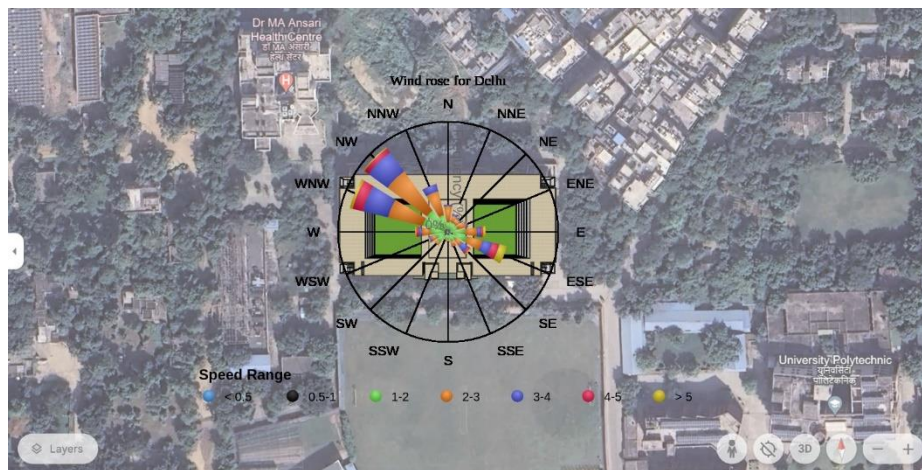 Dr MA Ansari
Health Centre
डॉ एमए अंसारी
हेल्थ सेंटर
H
Wind rose for Delhi
N
NNW
NNE
NW
NE
WNW
ENE
W
E
WSW
ESE
SW
SE
SSW
SSE
S
Speed Range
< 0.5
0.5-1
1-2
2-3
3-4
4-5
> 5
University Polytechnic
यूनिवर्सिटी
पॉलिटेकनिक
Layers
3D